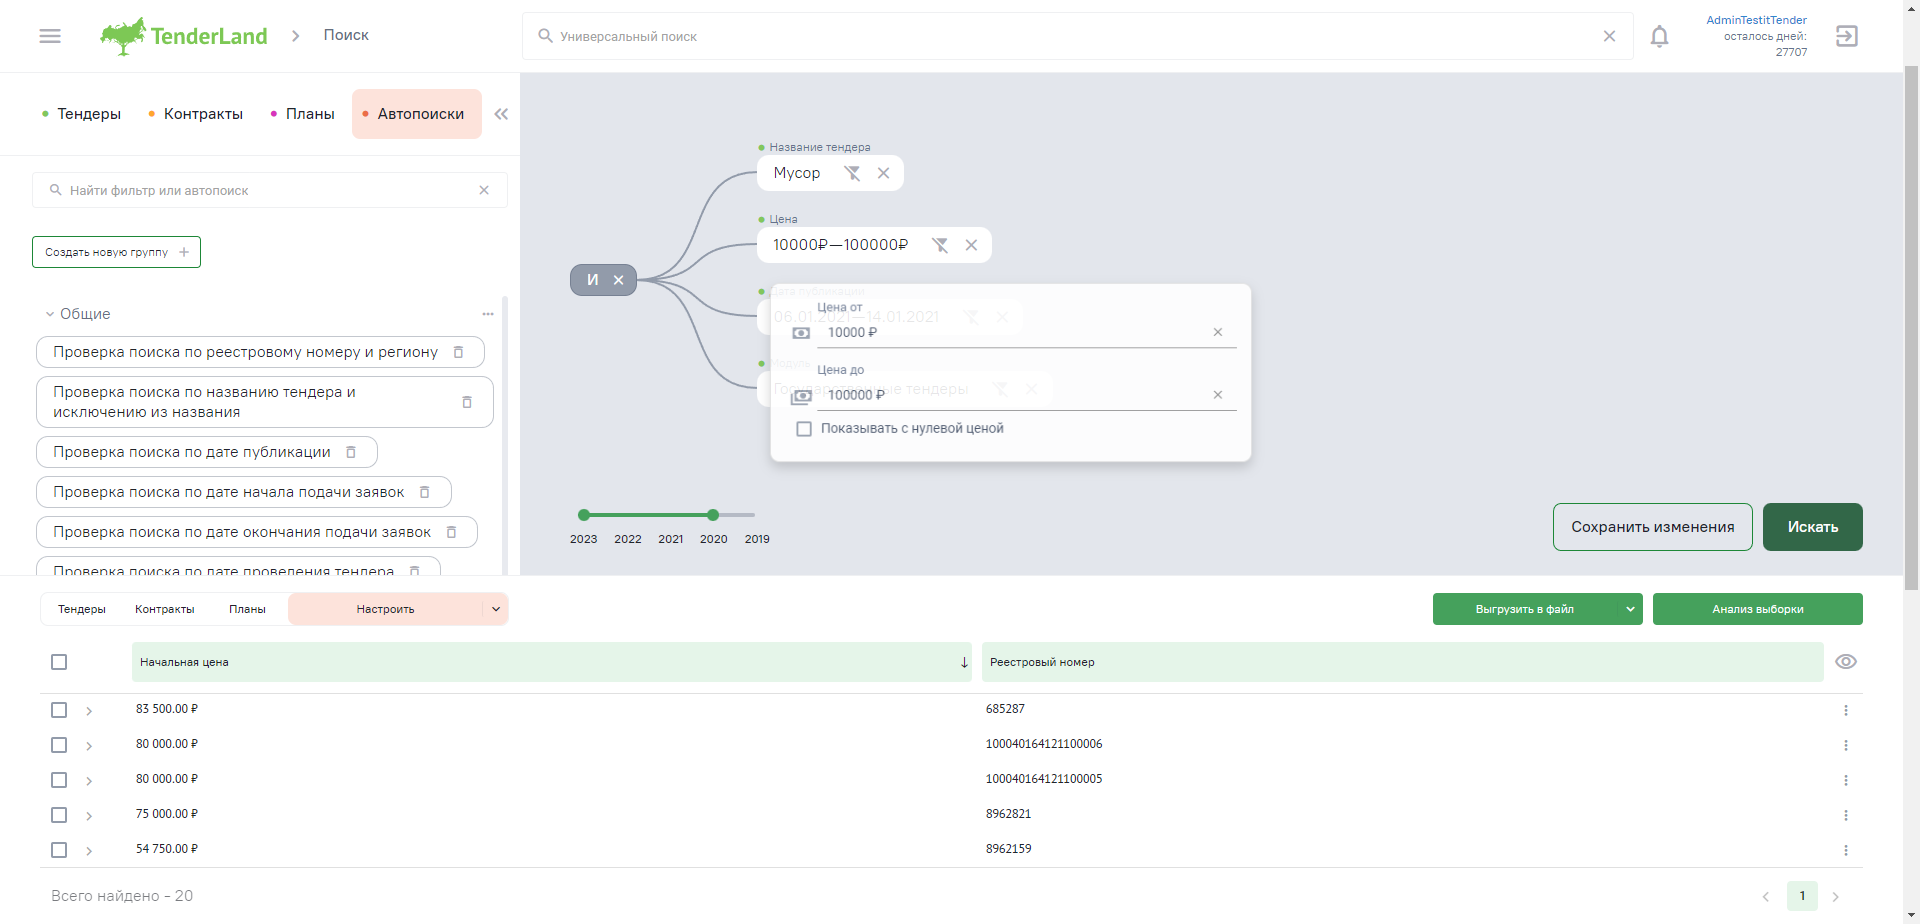 TenderLand
Поиск
Универсальный поиск
AdminTestitTender
осталось дней:
27707
Тендеры
Контракты
Планы
Автопоиски
Найти фильтр или автопоиск
Создать новую группу
Общие
Проверка поиска по реестровому номеру и региону
Проверка поиска по названию тендера и
исключению из названия
Проверка поиска по дате публикации
Проверка поиска по дате начала подачи заявок
Проверка поиска по дате окончания подачи заявок
Проверка поиска по дате проведения тендера
Название тендера
Мусор
Цена
10000₽—100000₽
И
Дата публикации
06.01.2021—14.01.2021
Модуль
Государственные тендеры
Цена от
10000 ₽
Цена до
100000 ₽
Показывать с нулевой ценой
2023 2022 2021 2020 2019
Сохранить изменения
Искать
Тендеры
Контракты
Планы
Настроить
Выгрузить в файл
Анализ выборки
Начальная цена
Реестровый номер
83 500.00 ₽ 685287
80 000.00 ₽ 100040164121100006
80 000.00 ₽ 100040164121100005
75 000.00 ₽ 8962821
54 750.00 ₽ 8962159
Всего найдено - 20
1